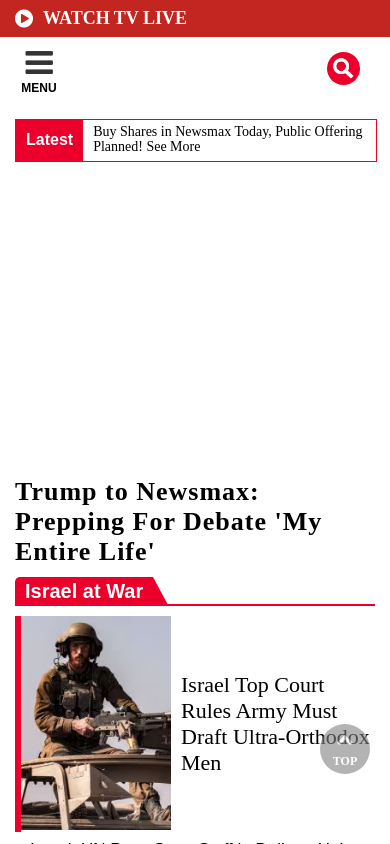 WATCH TV LIVE
MENU
Latest
Buy Shares in Newsmax Today, Public Offering
Planned! See More
Trump to Newsmax:
Prepping For Debate 'My
Entire Life'
Israel at War
Israel Top Court
Rules Army Must
Draft Ultra-Orthodox
Men
TOP